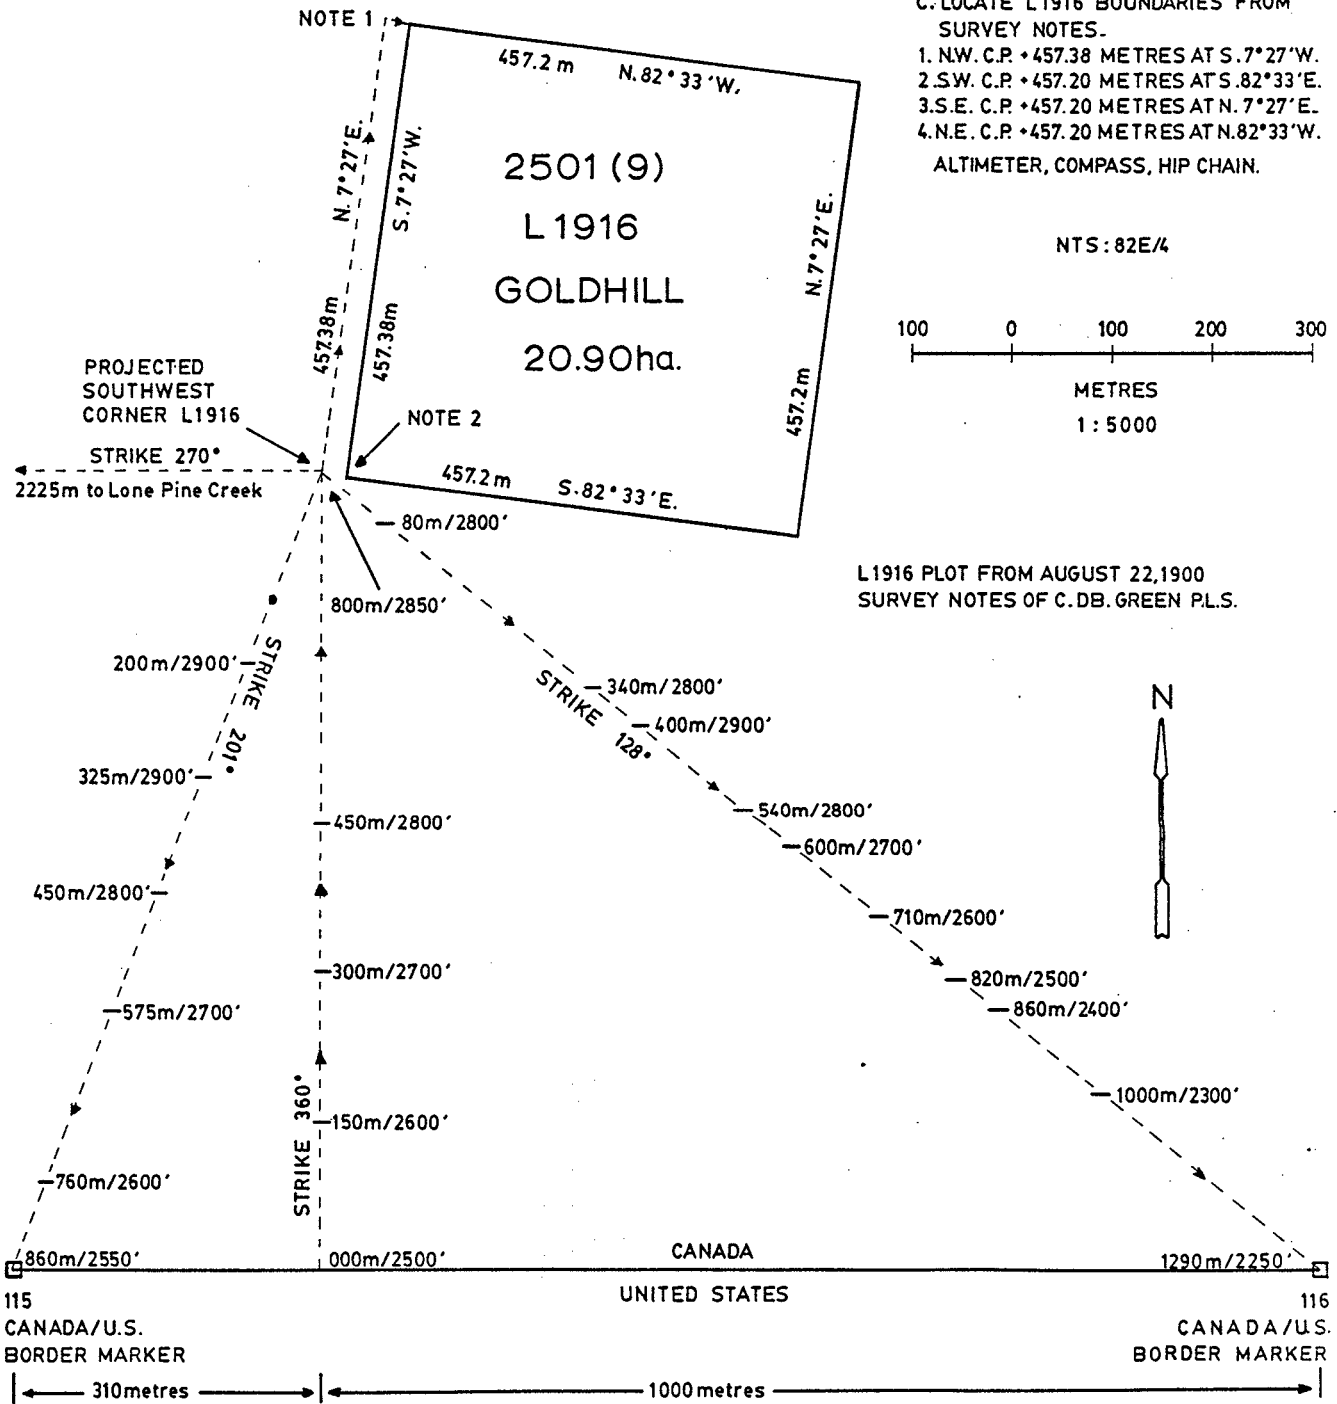 C. LOCATE L1916 BOUNDARIES FROM
SURVEY NOTES.
1. N.W. C.P. +457.38 METRES AT S.7°27'W.
2.S.W. C.P. +457.20 METRES AT S.82°33'E.
3.S.E. C.P. +457.20 METRES AT N.7°27'E.
4.N.E. C.P. +457.20 METRES AT N.82°33'W.
ALTIMETER, COMPASS, HIP CHAIN.
NTS: 82E/4
100 0 100 200 300
METRES
1:5000
NOTE 1
457.2 m N.82°33'W.
N.7°27'E.
S.7°27'W.
2501 (9)
L 1916
GOLDHILL
20.90ha.
N.7°27'E.
457.38m
457.38m
457.2m
PROJECTED
SOUTHWEST
CORNER L1916
NOTE 2
STRIKE 270°
2225m to Lone Pine Creek
457.2 m S.82°33'E.
80m/2800'
800m/2850'
L1916 PLOT FROM AUGUST 22,1900
SURVEY NOTES OF C.DB.GREEN P.L.S.
200m/2900'
STRIKE 201°
340m/2800'
STRIKE 128°
400m/2900'
N
325m/2900'
450m/2800'
540m/2800'
600m/2700'
450m/2800'
710m/2600'
300m/2700'
820m/2500'
575m/2700'
860m/2400'
STRIKE 360°
150m/2600'
1000m/2300'
760m/2600'
860m/2550'
000m/2500'
CANADA
1290m/2250'
UNITED STATES
115
CANADA/U.S.
BORDER MARKER
116
CANADA/U.S.
BORDER MARKER
310metres
1000metres